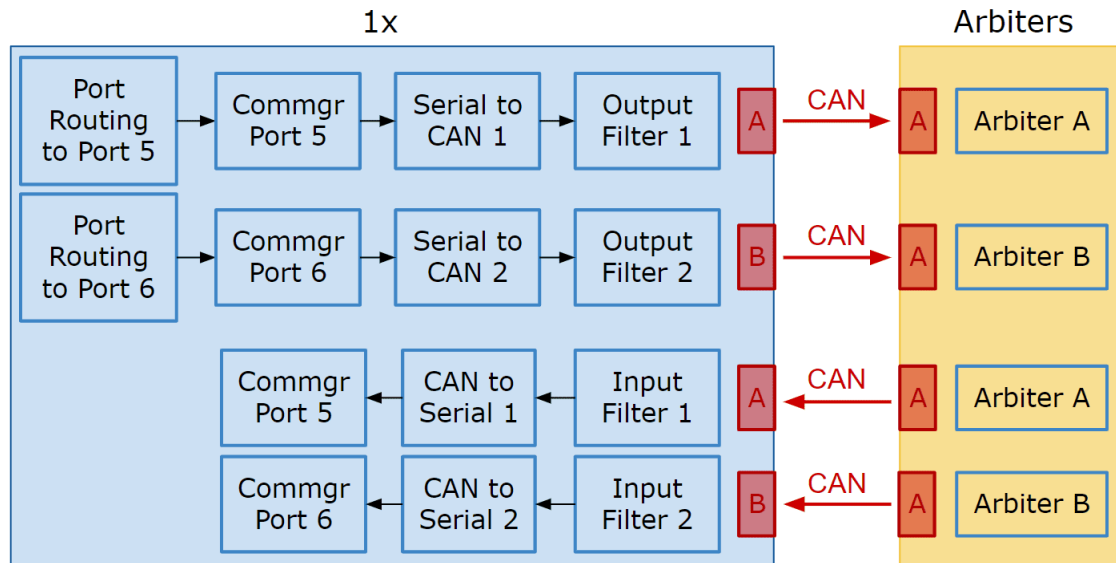 1x
Arbiters
Port
Routing
to Port 5
Commgr
Port 5
Serial to
CAN 1
Output
Filter 1
A
CAN
A
Arbiter A
Port
Routing
to Port 6
Commgr
Port 6
Serial to
CAN 2
Output
Filter 2
B
CAN
A
Arbiter B
Commgr
Port 5
CAN to
Serial 1
Input
Filter 1
A
CAN
A
Arbiter A
Commgr
Port 6
CAN to
Serial 2
Input
Filter 2
B
CAN
A
Arbiter B